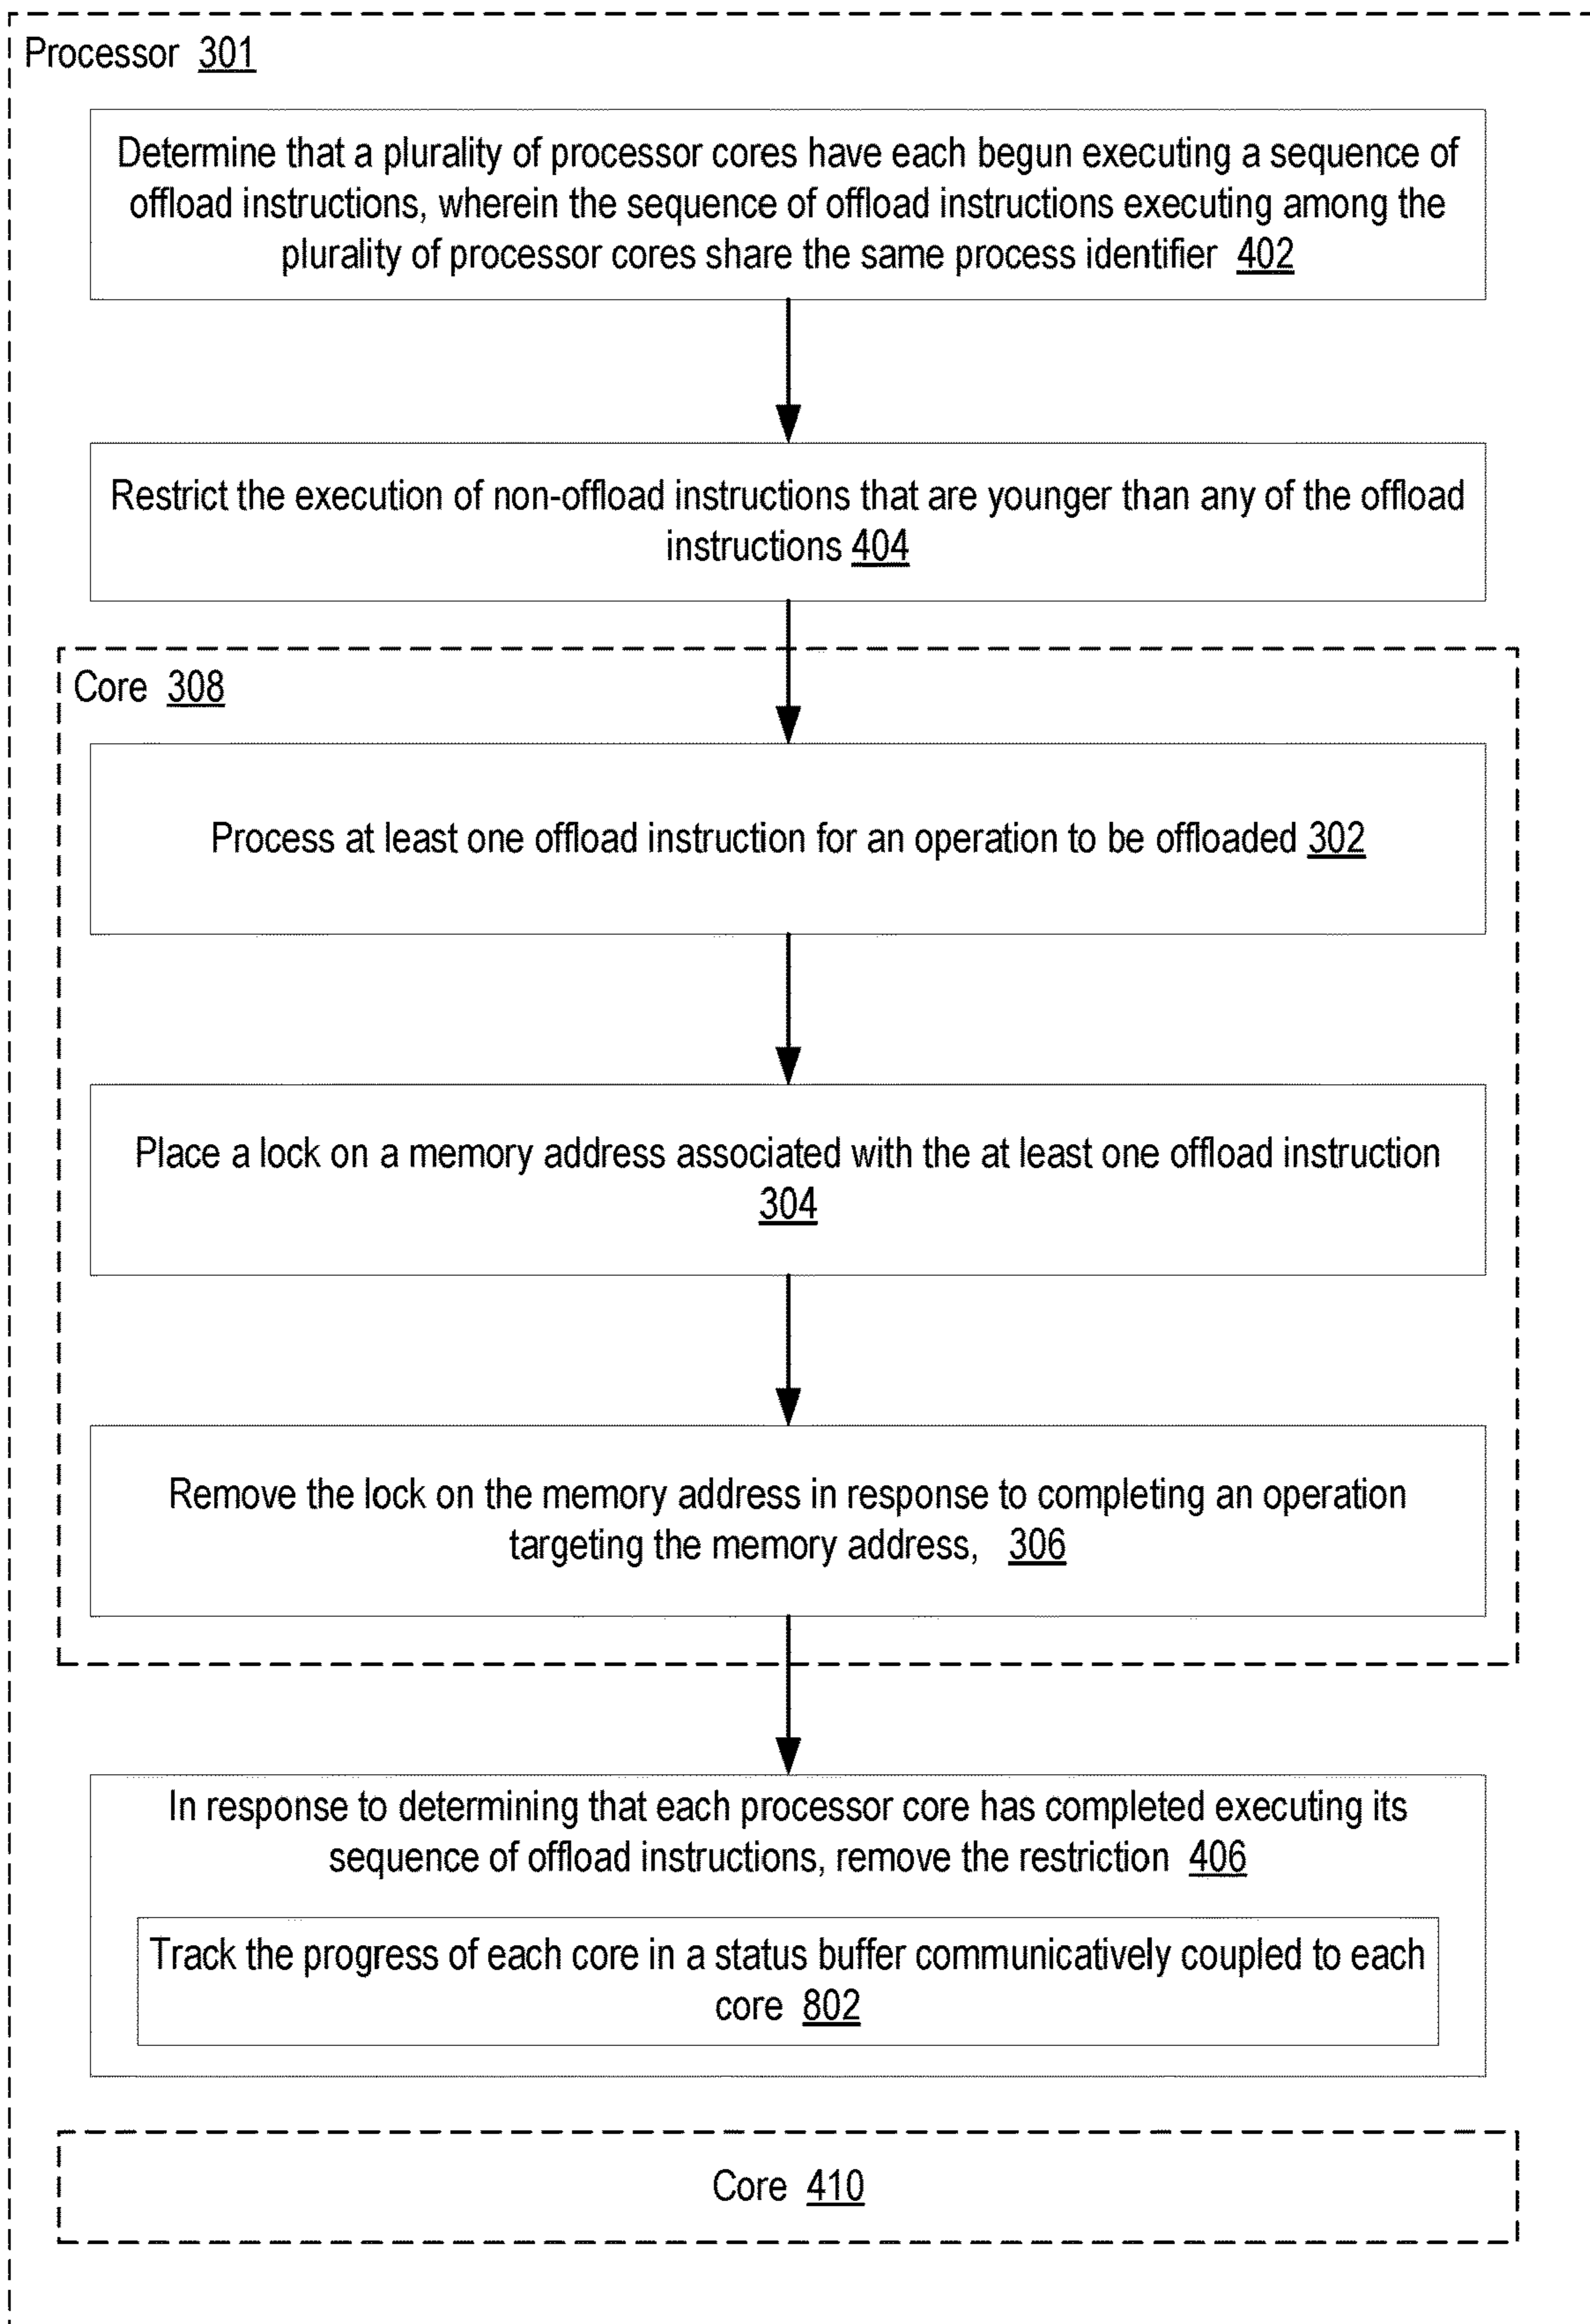 Processor 301
Determine that a plurality of processor cores have each begun executing a sequence of
offload instructions, wherein the sequence of offload instructions executing among the
plurality of processor cores share the same process identifier 402
Restrict the execution of non-offload instructions that are younger than any of the offload
instructions 404
Core 308
Process at least one offload instruction for an operation to be offloaded 302
Place a lock on a memory address associated with the at least one offload instruction
304
Remove the lock on the memory address in response to completing an operation
targeting the memory address, 306
In response to determining that each processor core has completed executing its
sequence of offload instructions, remove the restriction 406
Track the progress of each core in a status buffer communicatively coupled to each
core 802
Core 410